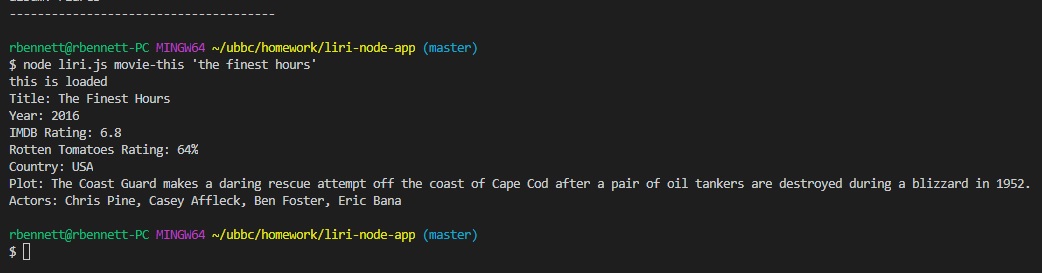 ------------------------------------
rbennett@rbennett-PC MINGW64 ~/ubbc/homework/liri-node-app (master)
$ node liri.js movie-this 'the finest hours'
this is loaded
Title: The Finest Hours
Year: 2016
IMDB Rating: 6.8
Rotten Tomatoes Rating: 64%
Country: USA
Plot: The Coast Guard makes a daring rescue attempt off the coast of Cape Cod after a pair of oil tankers are destroyed during a blizzard in 1952.
Actors: Chris Pine, Casey Affleck, Ben Foster, Eric Bana
rbennett@rbennett-PC MINGW64 ~/ubbc/homework/liri-node-app (master)
$